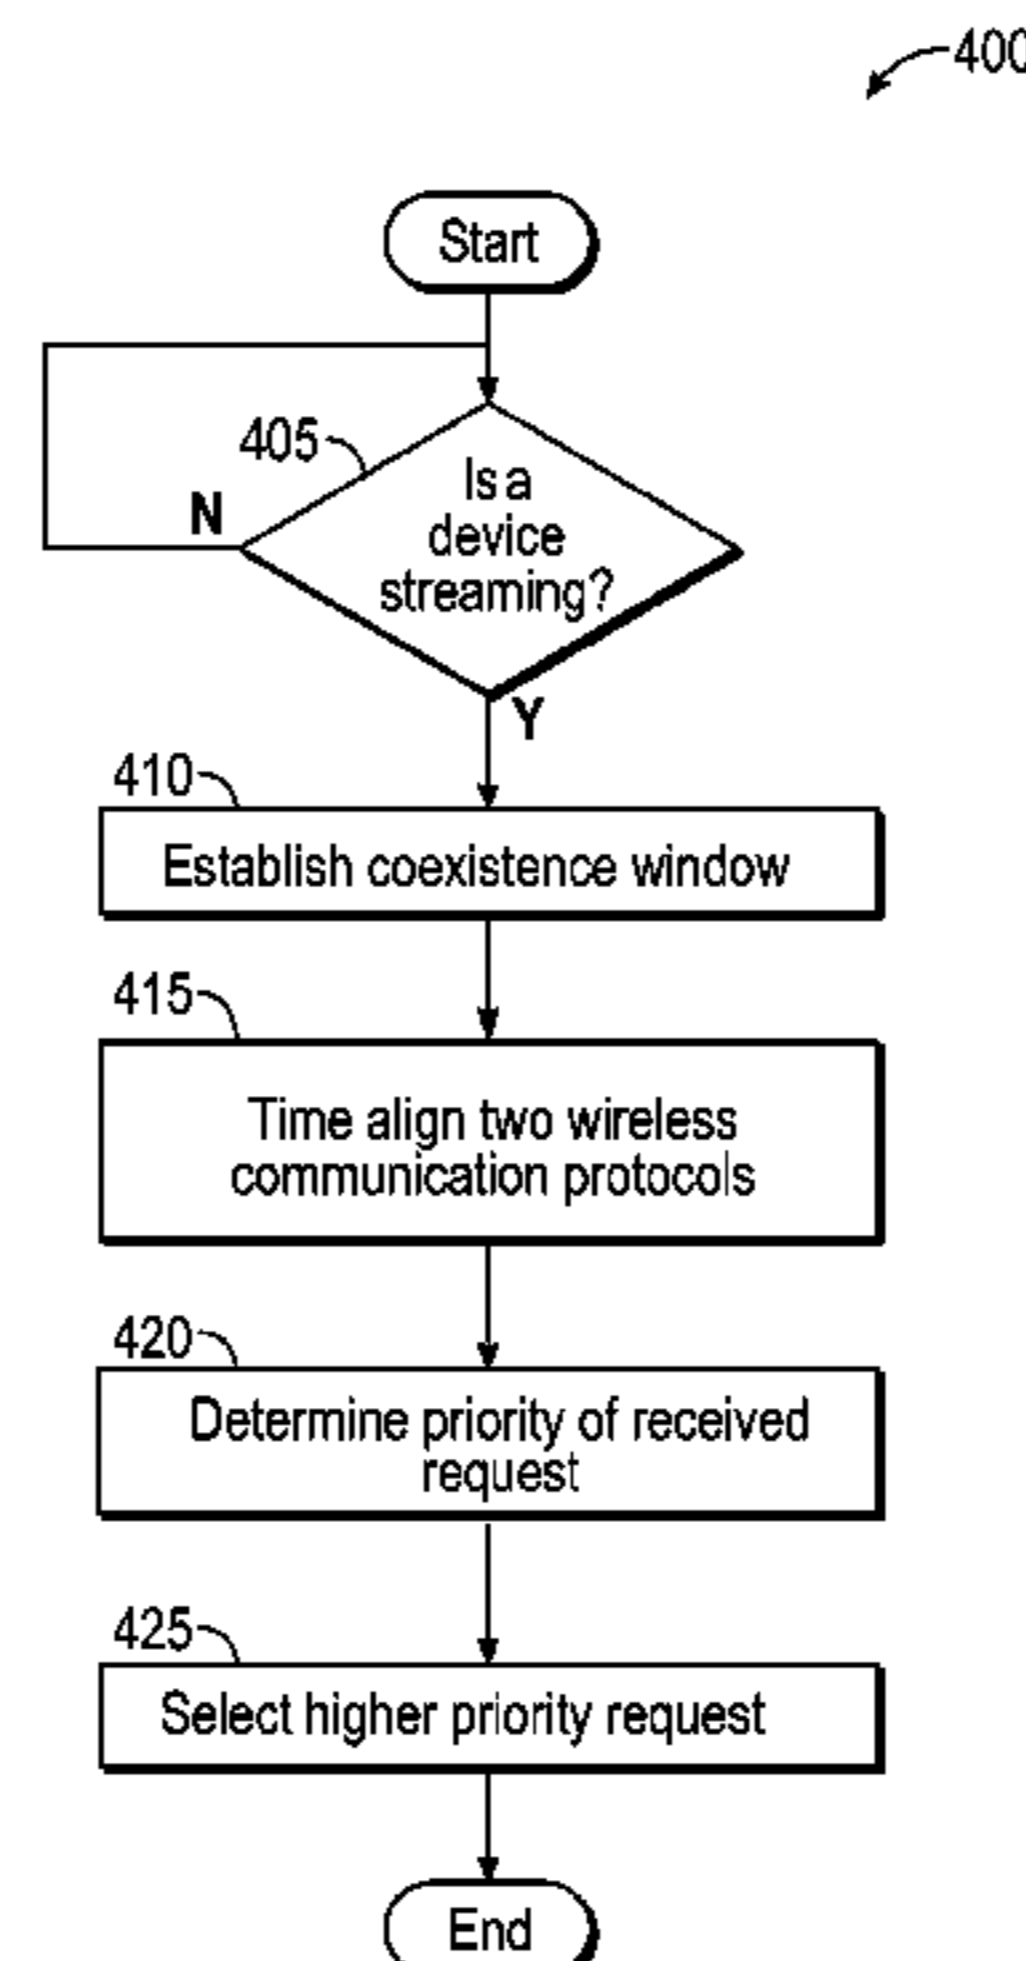 400
Start
405
Is a
device
streaming?
N
Y
410
Establish coexistence window
415
Time align two wireless
communication protocols
420
Determine priority of received
request
425
Select higher priority request
End